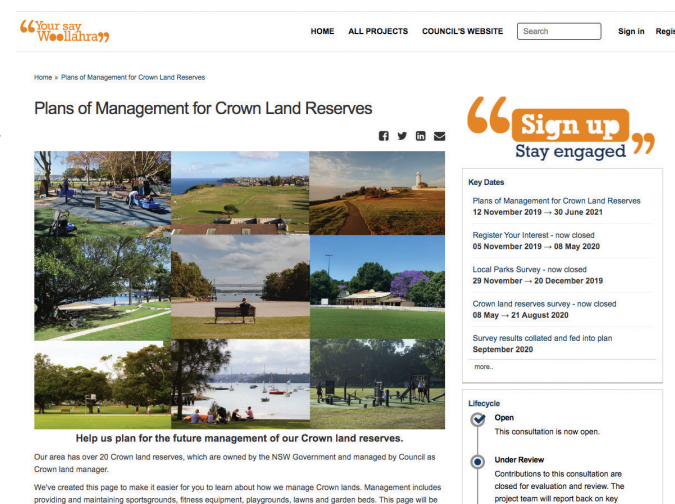 Your say
Woollahra
HOME ALL PROJECTS COUNCIL'S WEBSITE Search Sign in Regis
Home » Plans of Management for Crown Land Reserves
Plans of Management for Crown Land Reserves
Sign up
Stay engaged
Key Dates
Plans of Management for Crown Land Reserves
12 November 2019 → 30 June 2021
Register Your Interest - now closed
05 November 2019 → 08 May 2020
Local Parks Survey - now closed
29 November → 20 December 2019
Crown land reserves survey - now closed
08 May → 21 August 2020
Survey results collated and fed into plan
September 2020
more..
Lifecycle
Open
This consultation is now open.
Under Review
Contributions to this consultation are
closed for evaluation and review. The
project team will report back on key
Help us plan for the future management of our Crown land reserves.
Our area has over 20 Crown land reserves, which are owned by the NSW Government and managed by Council as
Crown land manager.
We've created this page to make it easier for you to learn about how we manage Crown lands. Management includes
providing and maintaining sportsgrounds, fitness equipment, playgrounds, lawns and garden beds. This page will be